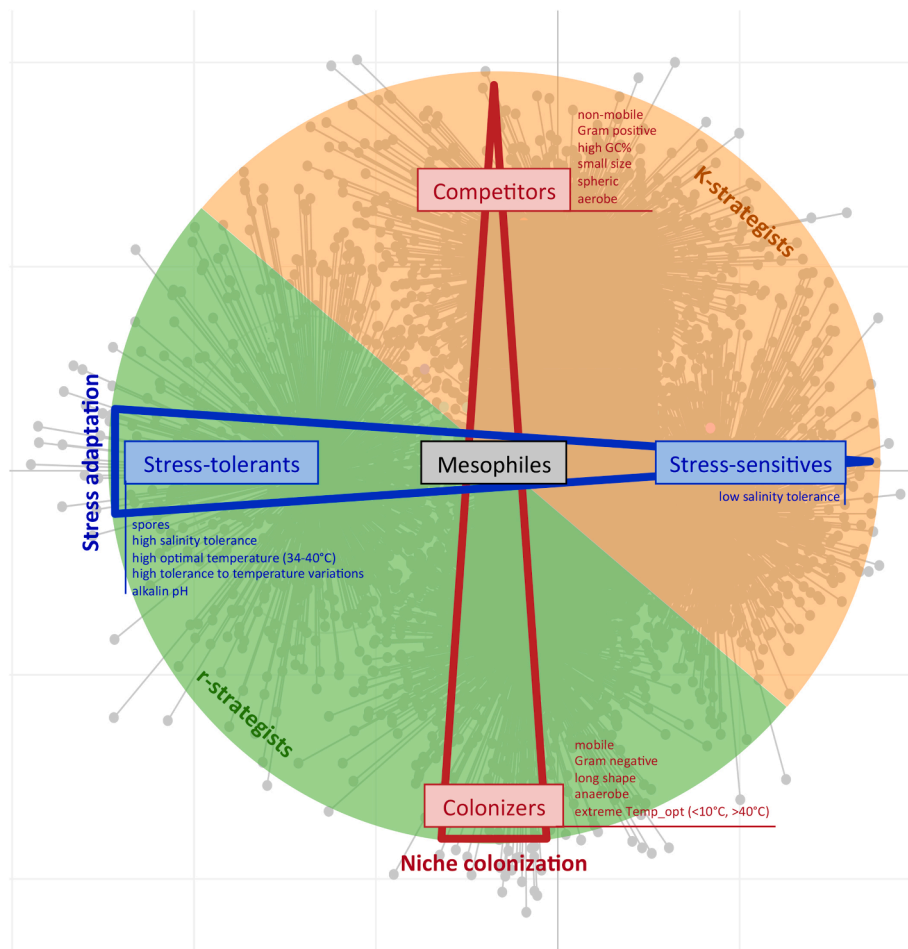 non-mobile
Gram positive
high GC%
small size
spheric
aerobe
Competitors
K-strategists
Stress adaptation
Stress-tolerants
Mesophiles
Stress-sensitives
low salinity tolerance
spores
high salinity tolerance
high optimal temperature (34-40°C)
high tolerance to temperature variations
alkalin pH
r-strategists
mobile
Gram negative
long shape
anaerobe
extreme Temp_opt (<10°C, >40°C)
Colonizers
Niche colonization